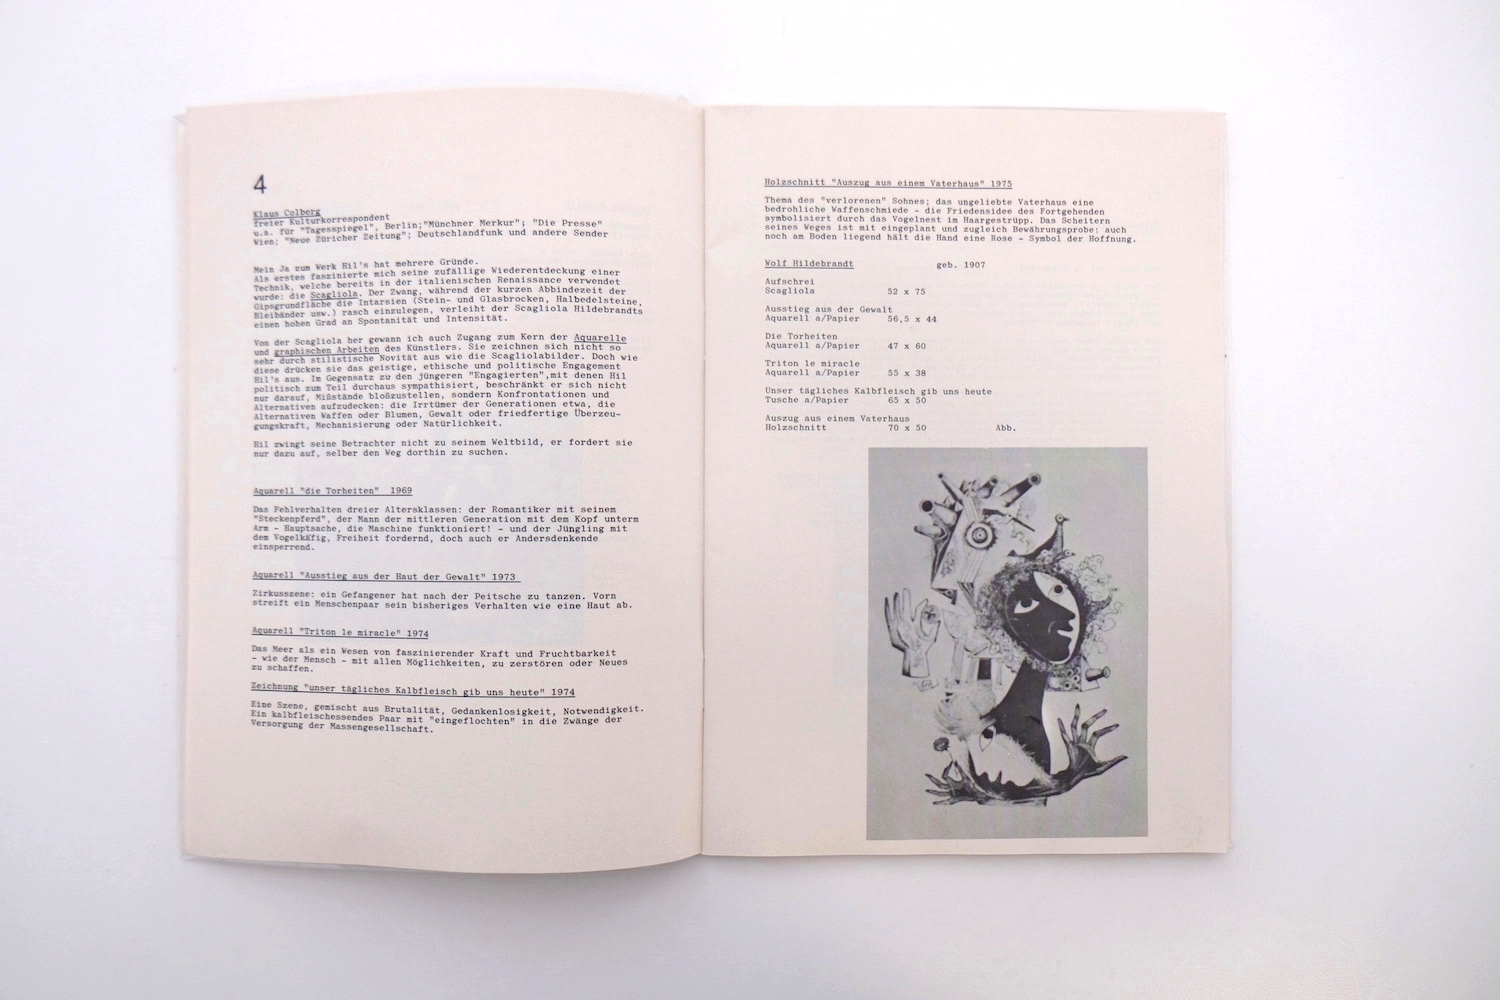 4
Klaus Colberg
freier Kulturkorrespondent
u.a. für "Tagesspiegel", Berlin;"Münchner Merkur"; "Die Presse"
Wien; "Neue Züricher Zeitung"; Deutschlandfunk und andere Sender
Mein Ja zum Werk Hil's hat mehrere Gründe.
Als erstes faszinierte mich seine zufällige Wiederentdeckung einer
Technik, welche bereits in der italienischen Renaissance verwendet
wurde: die Scagliola. Der Zwang, während der kurzen Abbindezeit der
Gipsgrundfläche die Intarsien (Stein- und Glasbrocken, Halbedelsteine,
Bleibänder usw.) rasch einzulegen, verleiht der Scagliola Hildebrandts
einen hohen Grad an Spontanität und Intensität.
Von der Scagliola her gewann ich auch Zugang zum Kern der Aquarelle
und graphischen Arbeiten des Künstlers. Sie zeichnen sich nicht so
sehr durch stilistische Novität aus wie die Scagliolabilder. Doch wie
diese drücken sie das geistige, ethische und politische Engagement
Hil's aus. Im Gegensatz zu den jüngeren "Engagierten",mit denen Hil
politisch zum Teil durchaus sympathisiert, beschränkt er sich nicht
nur darauf, Mißstände bloßzustellen, sondern Konfrontationen und
Alternativen aufzudecken: die Irrtümer der Generationen etwa, die
Alternativen Waffen oder Blumen, Gewalt oder friedfertige Überzeu-
gungskraft, Mechanisierung oder Natürlichkeit.
Hil zwingt seine Betrachter nicht zu seinem Weltbild, er fordert sie
nur dazu auf, selber den Weg dorthin zu suchen.
Aquarell "die Torheiten" 1969
Das Fehlverhalten dreier Altersklassen: der Romantiker mit seinem
"Steckenpferd", der Mann der mittleren Generation mit dem Kopf unterm
Arm - Hauptsache, die Maschine funktioniert! - und der Jüngling mit
dem Vogelkäfig, Freiheit fordernd, doch auch er Andersdenkende
einsperrend.
Aquarell "Ausstieg aus der Haut der Gewalt" 1973
Zirkusszene: ein Gefangener hat nach der Peitsche zu tanzen. Vorn
streift ein Menschenpaar sein bisheriges Verhalten wie eine Haut ab.
Aquarell "Triton le miracle" 1974
Das Meer als ein Wesen von faszinierender Kraft und Fruchtbarkeit
- wie der Mensch - mit allen Möglichkeiten, zu zerstören oder Neues
zu schaffen.
Zeichnung "unser tägliches Kalbfleisch gib uns heute" 1974
Eine Szene, gemischt aus Brutalität, Gedankenlosigkeit, Notwendigkeit.
Ein kalbfleischessendes Paar mit "eingeflochten" in die Zwänge der
Versorgung der Massengesellschaft.
Holzschnitt "Auszug aus einem Vaterhaus" 1975
Thema des "verlorenen" Sohnes; das ungeliebte Vaterhaus eine
bedrohliche Waffenschmiede - die Friedensidee des Fortgehenden
symbolisiert durch das Vogelnest im Haargestrüpp. Das Scheitern
seines Weges ist mit eingeplant und zugleich Bewährungsprobe: auch
noch am Boden liegend hält die Hand eine Rose - Symbol der Hoffnung.
Wolf Hildebrandt geb. 1907
Aufschrei
Scagliola 52 x 75
Ausstieg aus der Gewalt
Aquarell a/Papier 56,5 x 44
Die Torheiten
Aquarell a/Papier 47 x 60
Triton le miracle
Aquarell a/Papier 55 x 38
Unser tägliches Kalbfleisch gib uns heute
Tusche a/Papier 65 x 50
Auszug aus einem Vaterhaus
Holzschnitt 70 x 50 Abb.